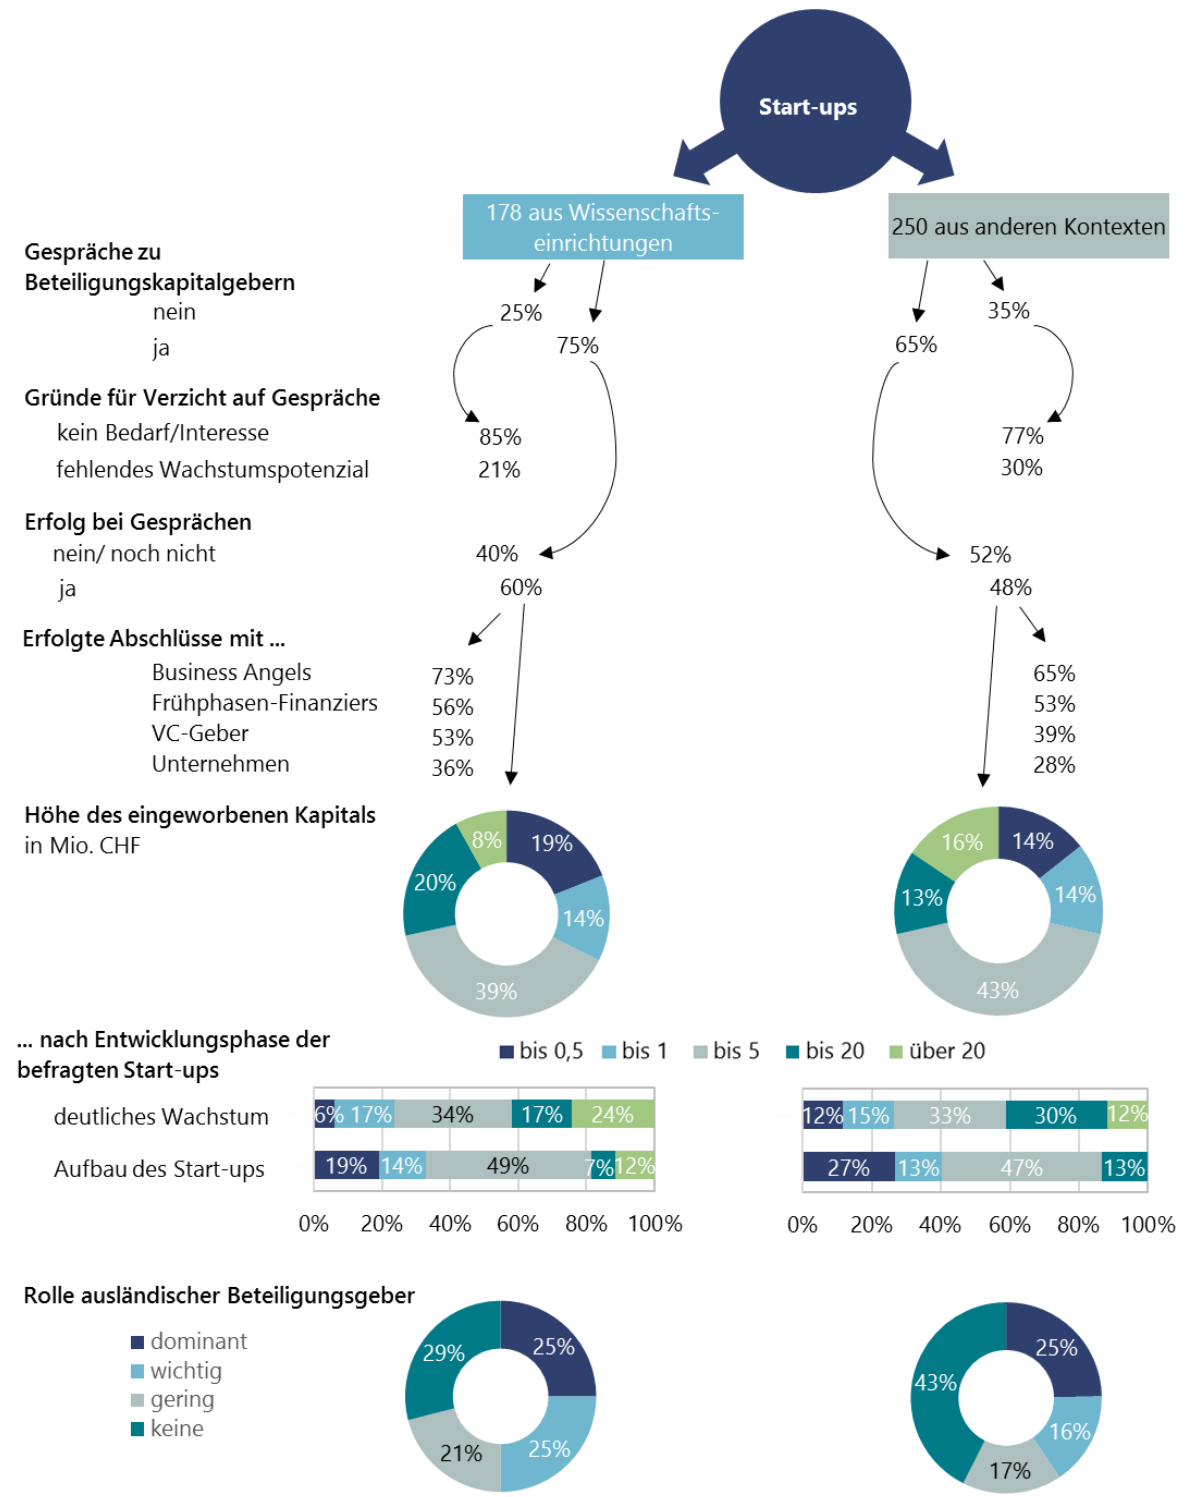 Start-ups
178 aus Wissenschafts-
einrichtungen
250 aus anderen Kontexten
Gespräche zu
Beteiligungskapitalgebern
nein
25%
35%
ja
75%
65%
Gründe für Verzicht auf Gespräche
kein Bedarf/Interesse
85%
77%
fehlendes Wachstumspotenzial
21%
30%
Erfolg bei Gesprächen
nein/ noch nicht
40%
52%
ja
60%
48%
Erfolgte Abschlüsse mit ...
Business Angels
73%
65%
Frühphasen-Finanziers
56%
53%
VC-Geber
53%
39%
Unternehmen
36%
28%
Höhe des eingeworbenen Kapitals
in Mio. CHF
19%
14%
39%
20%
8%
14%
14%
43%
13%
16%
... nach Entwicklungsphase der
befragten Start-ups
bis 0,5 bis 1 bis 5 bis 20 über 20
deutliches Wachstum
6% 17% 34% 17% 24%
12% 15% 33% 30% 12%
Aufbau des Start-ups
19% 14% 49% 7% 12%
27% 13% 47% 13%
0% 20% 40% 60% 80% 100%
0% 20% 40% 60% 80% 100%
Rolle ausländischer Beteiligungsgeber
dominant
wichtig
gering
keine
25%
25%
21%
29%
25%
16%
17%
43%